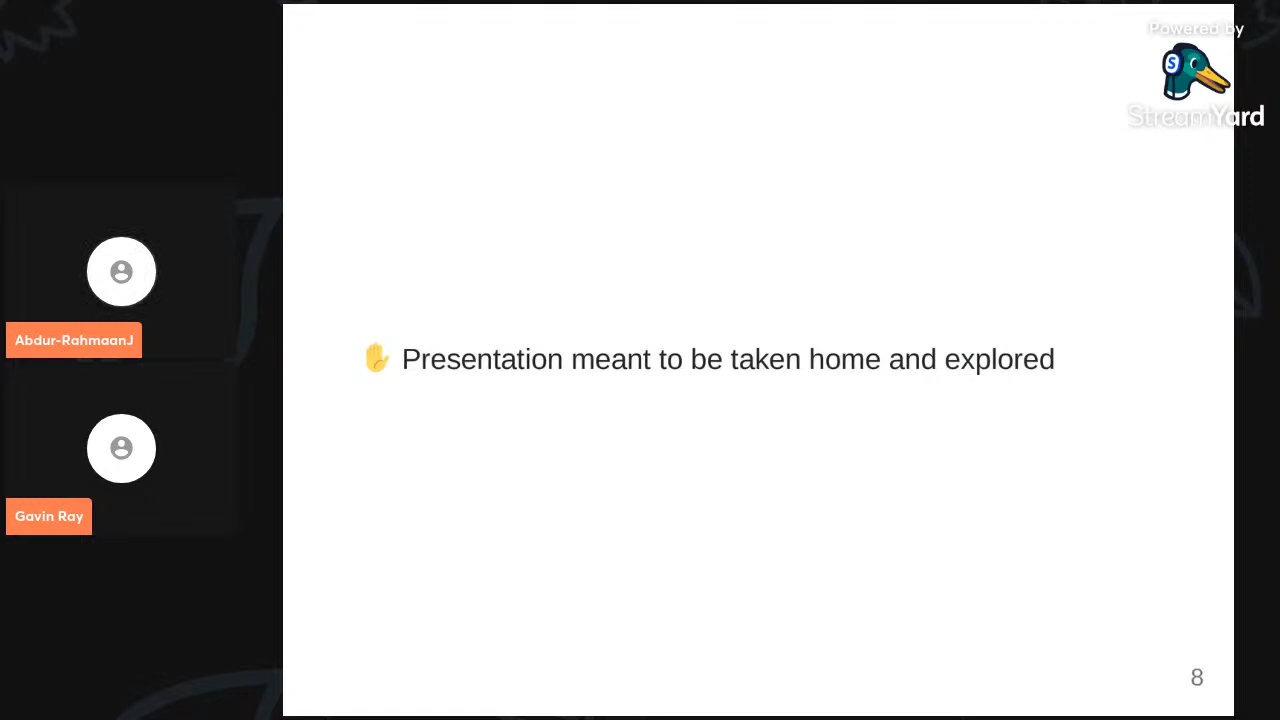 Powered by
S
StreamYard
Abdur-RahmaanJ
Gavin Ray
✋ Presentation meant to be taken home and explored
8